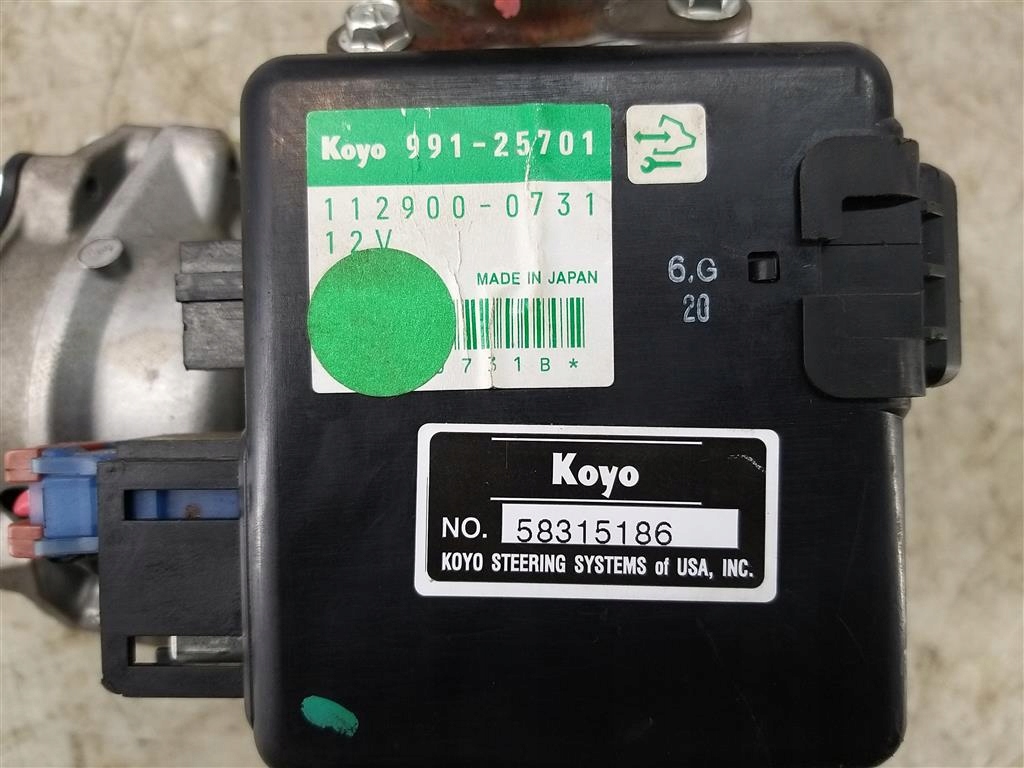 Koyo 991-25701
112900-0731
12V
MADE IN JAPAN
731B*
6.G
20
Koyo
NO. 58315186
KOYO STEERING SYSTEMS of USA, INC.